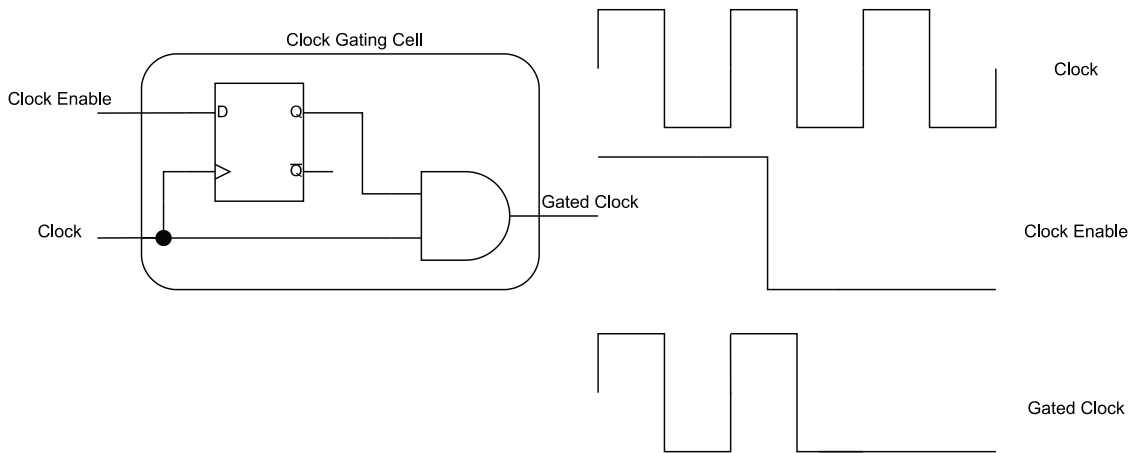 Clock Gating Cell
Clock Enable
D
Q
Q
Clock
Gated Clock
Clock
Clock Enable
Gated Clock